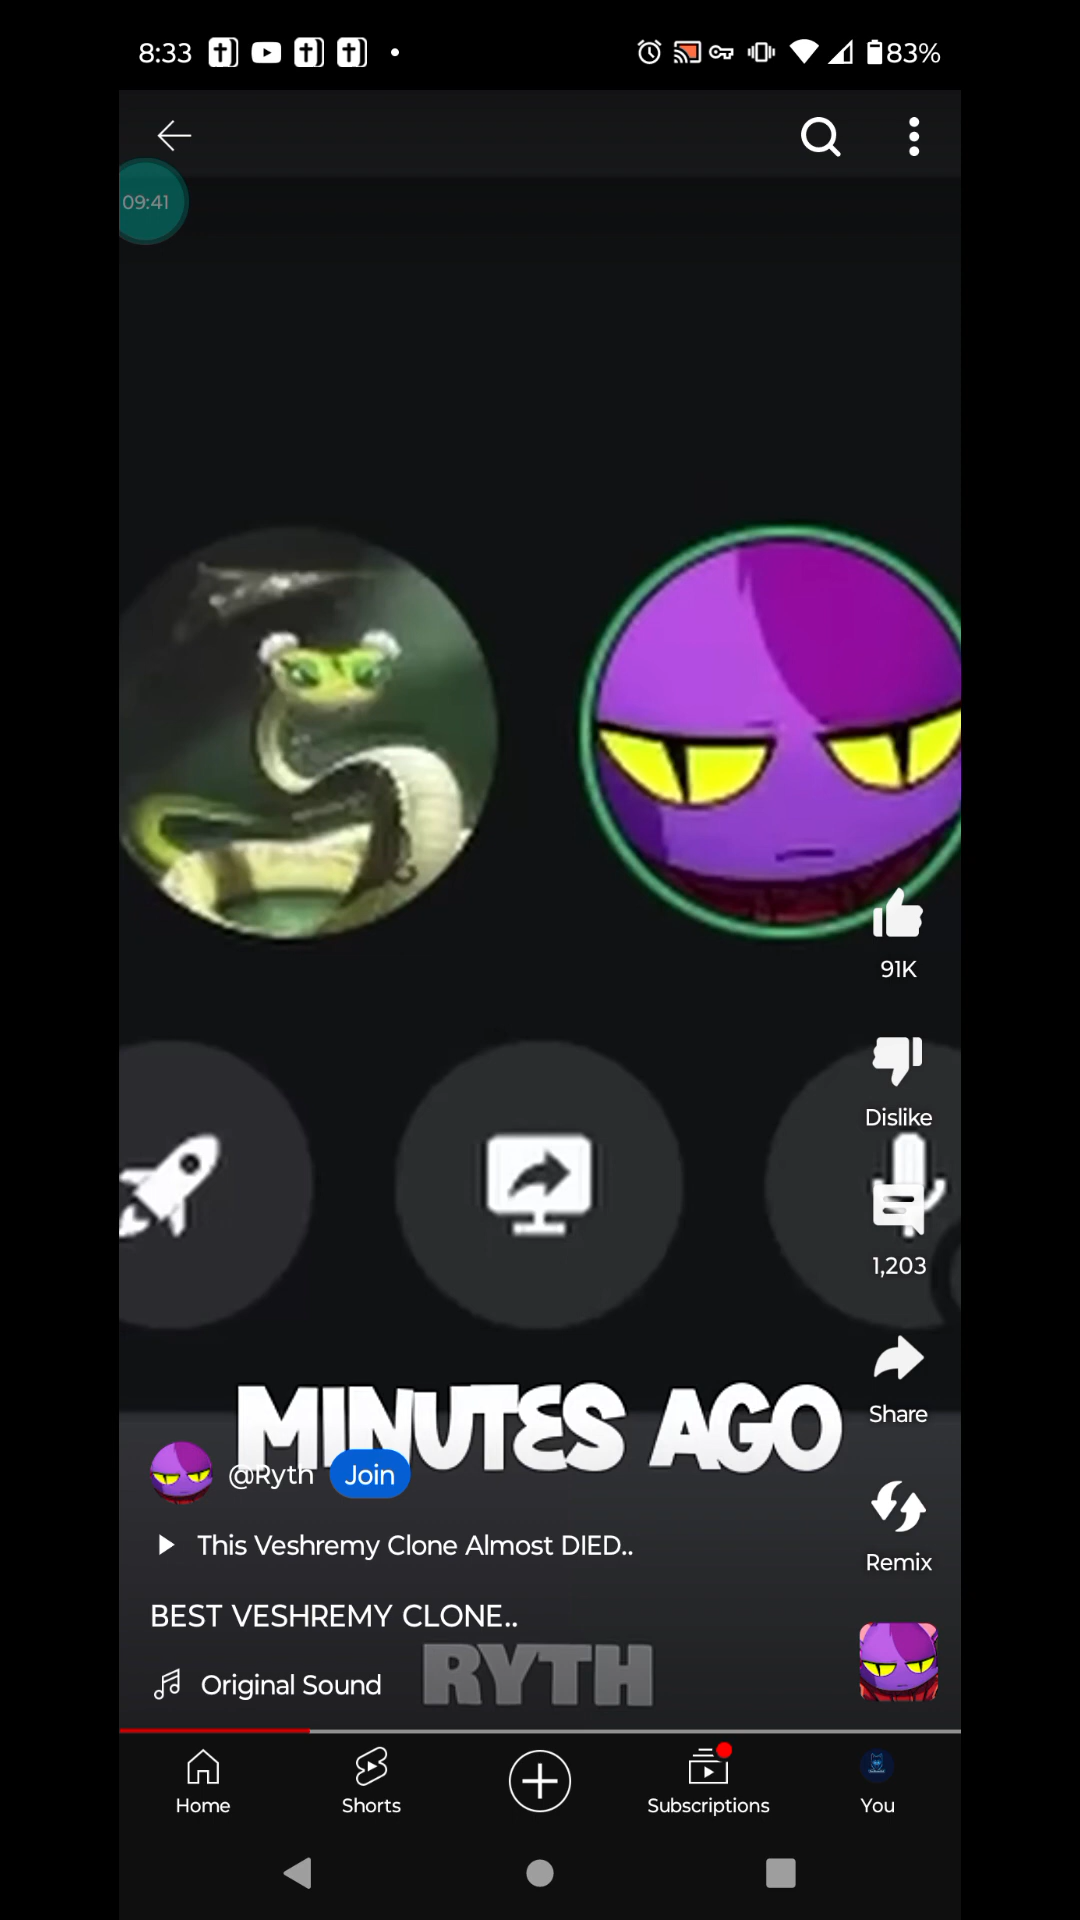 8:33
83%
09:41
91K
Dislike
1,203
Share
MINUTES AGO
@Ryth Join
This Veshremy Clone Almost DIED..
Remix
BEST VESHREMY CLONE..
RYTH
Original Sound
Home
Shorts
Subscriptions
You